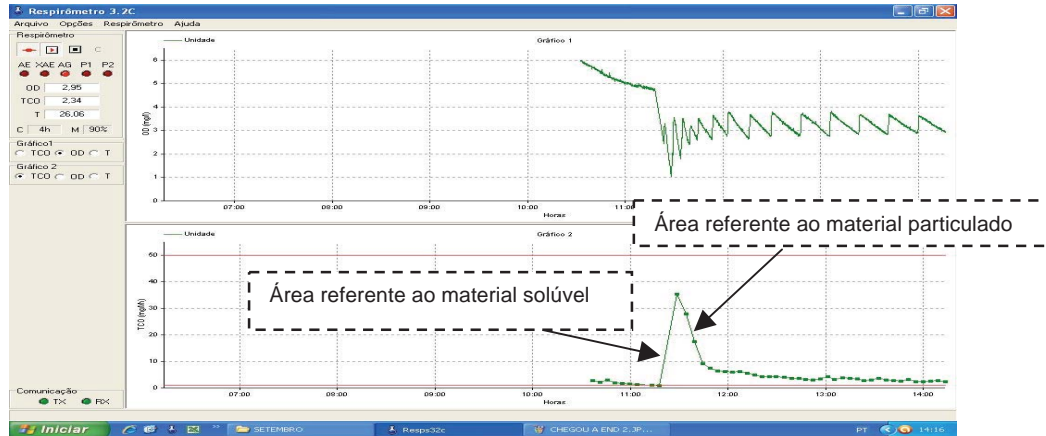 Respirômetro 3.2C
Arquivo Opções Respirômetro Ajuda
Respirômetro
C
AE XAE AG P1 P2
OD 2,95
TCO 2,34
T 26,06
C 4h M 90%
Gráfico1
TCO OD T
Gráfico 2
TCO OD T
Unidade
Gráfico 1
OD (mg/l)
6
5
4
3
2
1
0
07:00 08:00 09:00 10:00 11:00
Horas
Área referente ao material particulado
Unidade
Gráfico 2
Área referente ao material solúvel
TCO (mg/l/h)
50
40
30
20
10
0
07:00 08:00 09:00 10:00 11:00 12:00 13:00 14:00
Horas
Comunicação
TX RX
Iniciar
SETEMBRO
Resps32c
CHEGOU A END 2.JP...
PT
14:16